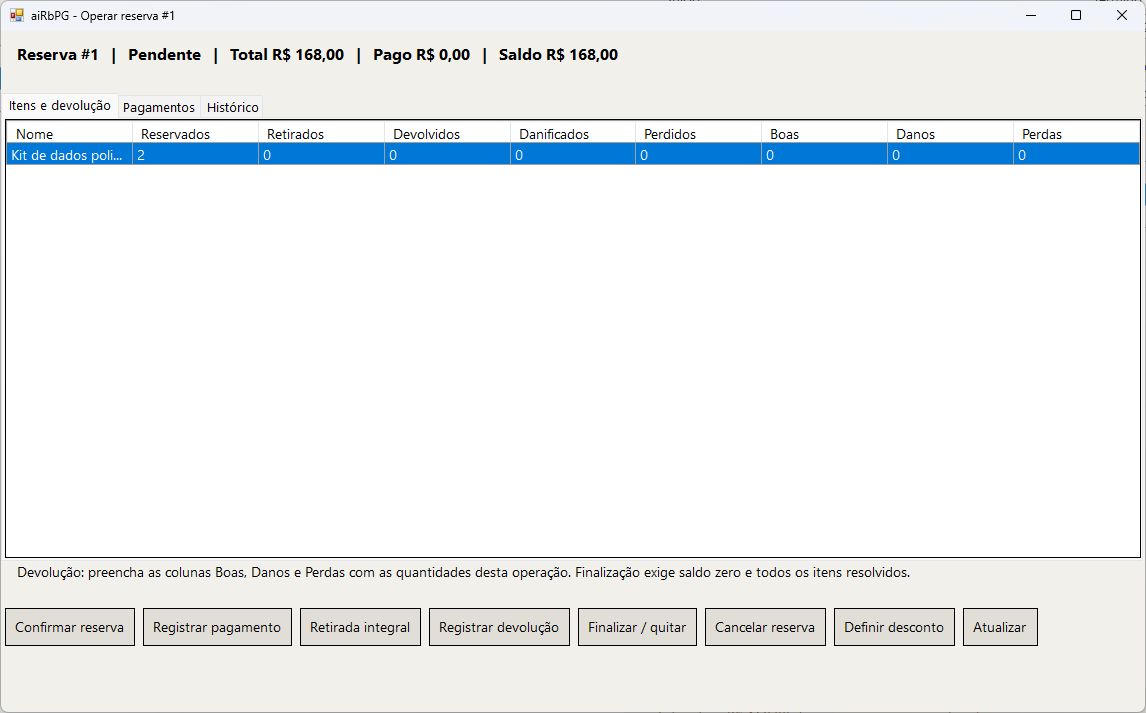 aiRbPG - Operar reserva #1
Reserva #1 | Pendente | Total R$ 168,00 | Pago R$ 0,00 | Saldo R$ 168,00
Itens e devolução Pagamentos Histórico
Nome Reservados Retirados Devolvidos Danificados Perdidos Boas Danos Perdas
Kit de dados poli... 2 0 0 0 0 0 0 0
Devolução: preencha as colunas Boas, Danos e Perdas com as quantidades desta operação. Finalização exige saldo zero e todos os itens resolvidos.
Confirmar reserva Registrar pagamento Retirada integral Registrar devolução Finalizar / quitar Cancelar reserva Definir desconto Atualizar